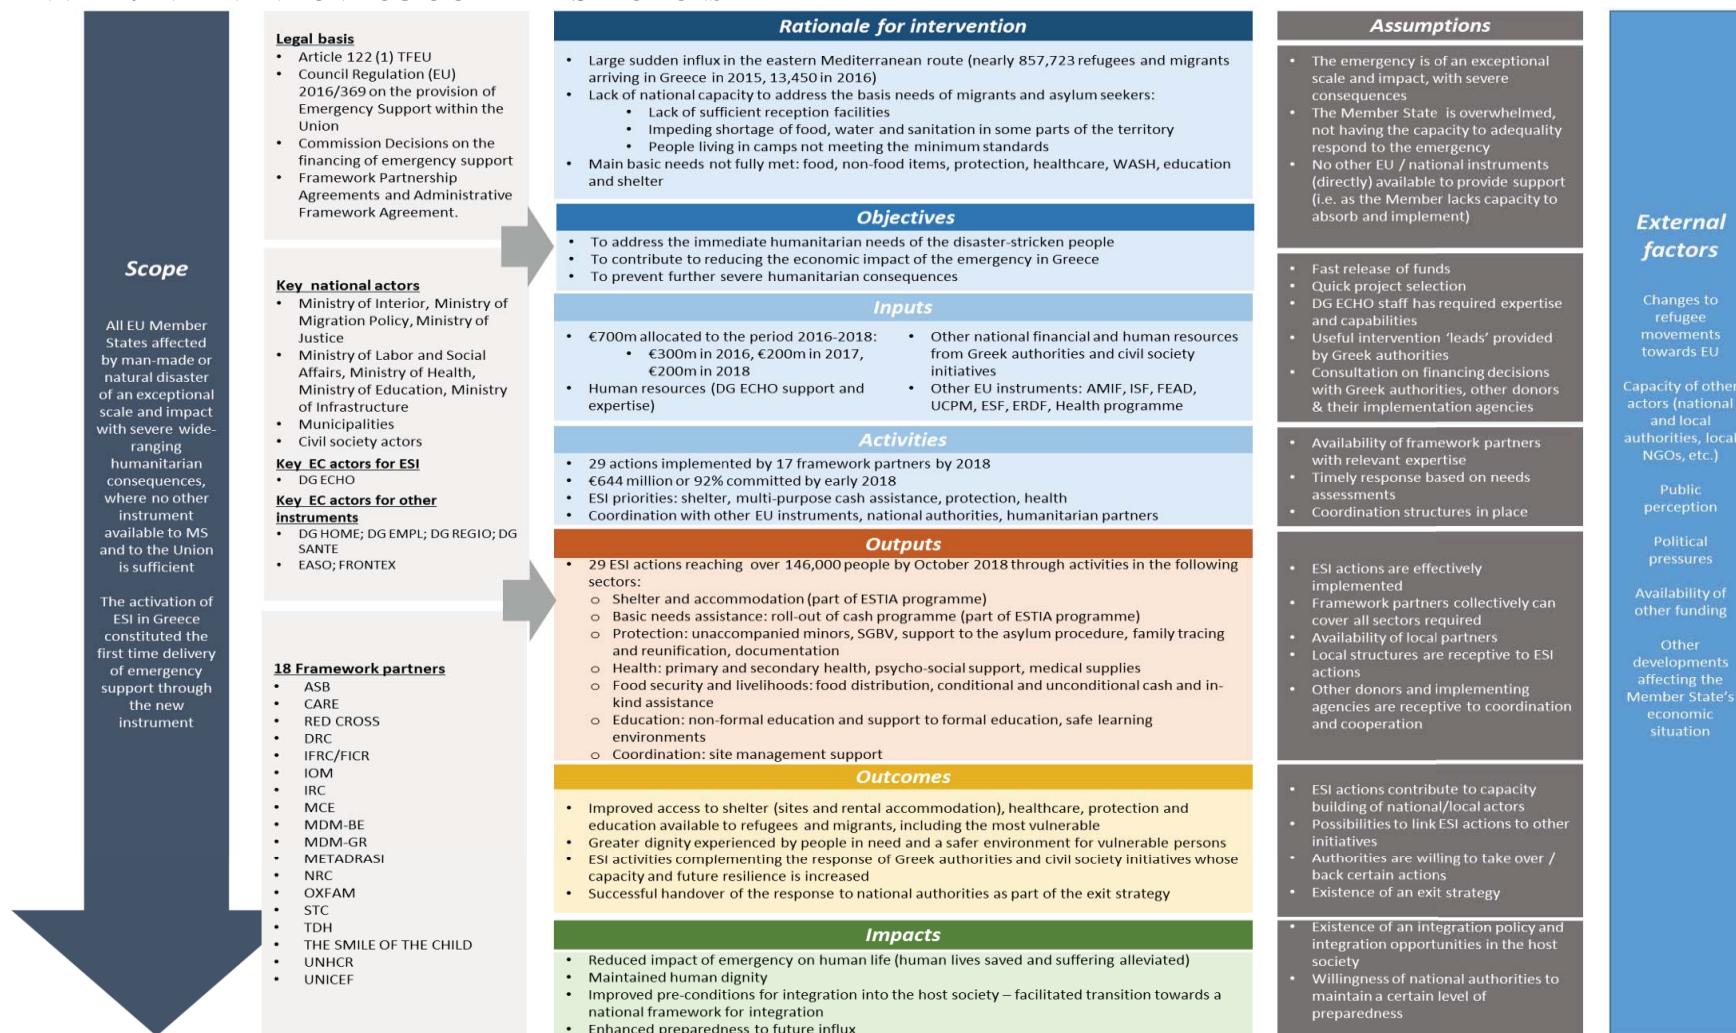 Scope
All EU Member
States affected
by man-made or
natural disaster
of an exceptional
scale and impact
with severe wide-
ranging
humanitarian
consequences,
where no other
instrument
available to MS
and to the Union
is sufficient
The activation of
ESI in Greece
constituted the
first time delivery
of emergency
support through
the new
instrument
Legal basis
• Article 122 (1) TFEU
• Council Regulation (EU)
2016/369 on the provision of
Emergency Support within the
Union
• Commission Decisions on the
financing of emergency support
• Framework Partnership
Agreements and Administrative
Framework Agreement.
Key national actors
• Ministry of Interior, Ministry of
Migration Policy, Ministry of
Justice
• Ministry of Labor and Social
Affairs, Ministry of Health,
Ministry of Education, Ministry
of Infrastructure
• Municipalities
• Civil society actors
Key EC actors for ESI
• DG ECHO
Key EC actors for other
instruments
• DG HOME; DG EMPL; DG REGIO; DG
SANTE
• EASO; FRONTEX
18 Framework partners
• ASB
• CARE
• RED CROSS
• DRC
• IFRC/FICR
• IOM
• IRC
• MCE
• MDM-BE
• MDM-GR
• METADRASI
• NRC
• OXFAM
• STC
• TDH
• THE SMILE OF THE CHILD
• UNHCR
• UNICEF
Rationale for intervention
• Large sudden influx in the eastern Mediterranean route (nearly 857,723 refugees and migrants
arriving in Greece in 2015, 13,450 in 2016)
• Lack of national capacity to address the basis needs of migrants and asylum seekers:
• Lack of sufficient reception facilities
• Impeding shortage of food, water and sanitation in some parts of the territory
• People living in camps not meeting the minimum standards
• Main basic needs not fully met: food, non-food items, protection, healthcare, WASH, education
and shelter
Objectives
• To address the immediate humanitarian needs of the disaster-stricken people
• To contribute to reducing the economic impact of the emergency in Greece
• To prevent further severe humanitarian consequences
Inputs
• €700m allocated to the period 2016-2018:
• €300m in 2016, €200m in 2017,
€200m in 2018
• Human resources (DG ECHO support and
expertise)
• Other national financial and human resources
from Greek authorities and civil society
initiatives
• Other EU instruments: AMIF, ISF, FEAD,
UCPM, ESF, ERDF, Health programme
Activities
• 29 actions implemented by 17 framework partners by 2018
• €644 million or 92% committed by early 2018
• ESI priorities: shelter, multi-purpose cash assistance, protection, health
• Coordination with other EU instruments, national authorities, humanitarian partners
Outputs
• 29 ESI actions reaching over 146,000 people by October 2018 through activities in the following
sectors:
o Shelter and accommodation (part of ESTIA programme)
o Basic needs assistance: roll-out of cash programme (part of ESTIA programme)
o Protection: unaccompanied minors, SGBV, support to the asylum procedure, family tracing
and reunification, documentation
o Health: primary and secondary health, psycho-social support, medical supplies
o Food security and livelihoods: food distribution, conditional and unconditional cash and in-
kind assistance
o Education: non-formal education and support to formal education, safe learning
environments
o Coordination: site management support
Outcomes
• Improved access to shelter (sites and rental accommodation), healthcare, protection and
education available to refugees and migrants, including the most vulnerable
• Greater dignity experienced by people in need and a safer environment for vulnerable persons
• ESI activities complementing the response of Greek authorities and civil society initiatives whose
capacity and future resilience is increased
• Successful handover of the response to national authorities as part of the exit strategy
Impacts
• Reduced impact of emergency on human life (human lives saved and suffering alleviated)
• Maintained human dignity
• Improved pre-conditions for integration into the host society – facilitated transition towards a
national framework for integration
• Enhanced preparedness to future influx
Assumptions
• The emergency is of an exceptional
scale and impact, with severe
consequences
• The Member State is overwhelmed,
not having the capacity to adequality
respond to the emergency
• No other EU / national instruments
(directly) available to provide support
(i.e. as the Member lacks capacity to
absorb and implement)
• Fast release of funds
• Quick project selection
• DG ECHO staff has required expertise
and capabilities
• Useful intervention ‘leads’ provided
by Greek authorities
• Consultation on financing decisions
with Greek authorities, other donors
& their implementation agencies
• Availability of framework partners
with relevant expertise
• Timely response based on needs
assessments
• Coordination structures in place
• ESI actions are effectively
implemented
• Framework partners collectively can
cover all sectors required
• Availability of local partners
• Local structures are receptive to ESI
actions
• Other donors and implementing
agencies are receptive to coordination
and cooperation
• ESI actions contribute to capacity
building of national/local actors
• Possibilities to link ESI actions to other
initiatives
• Authorities are willing to take over /
back certain actions
• Existence of an exit strategy
• Existence of an integration policy and
integration opportunities in the host
society
• Willingness of national authorities to
maintain a certain level of
preparedness
External
factors
Changes to
refugee
movements
towards EU
Capacity of other
actors (national
and local
authorities, local
NGOs, etc.)
Public
perception
Political
pressures
Availability of
other funding
Other
developments
affecting the
Member State's
economic
situation